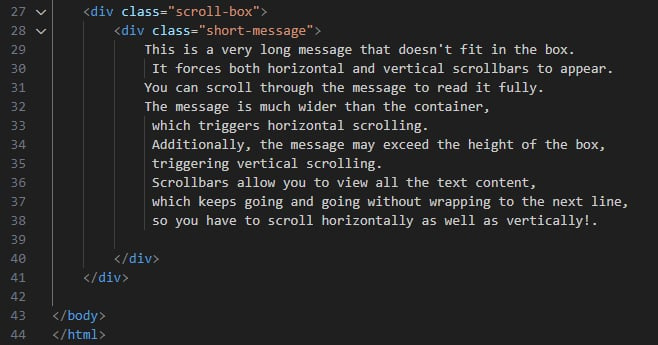 27 <div class="scroll-box">
28 <div class="short-message">
29 This is a very long message that doesn't fit in the box.
30 It forces both horizontal and vertical scrollbars to appear.
31 You can scroll through the message to read it fully.
32 The message is much wider than the container,
33 which triggers horizontal scrolling.
34 Additionally, the message may exceed the height of the box,
35 triggering vertical scrolling.
36 Scrollbars allow you to view all the text content,
37 which keeps going and going without wrapping to the next line,
38 so you have to scroll horizontally as well as vertically!.
39
40 </div>
41 </div>
42
43 </body>
44 </html>